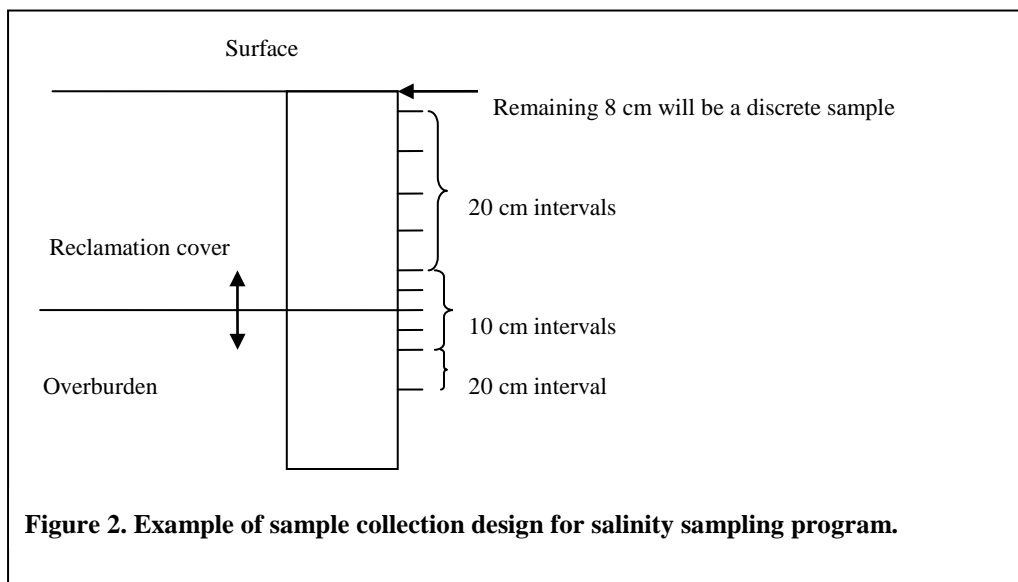 Surface
Remaining 8 cm will be a discrete sample
20 cm intervals
Reclamation cover
10 cm intervals
Overburden
20 cm interval
Figure 2. Example of sample collection design for salinity sampling program.